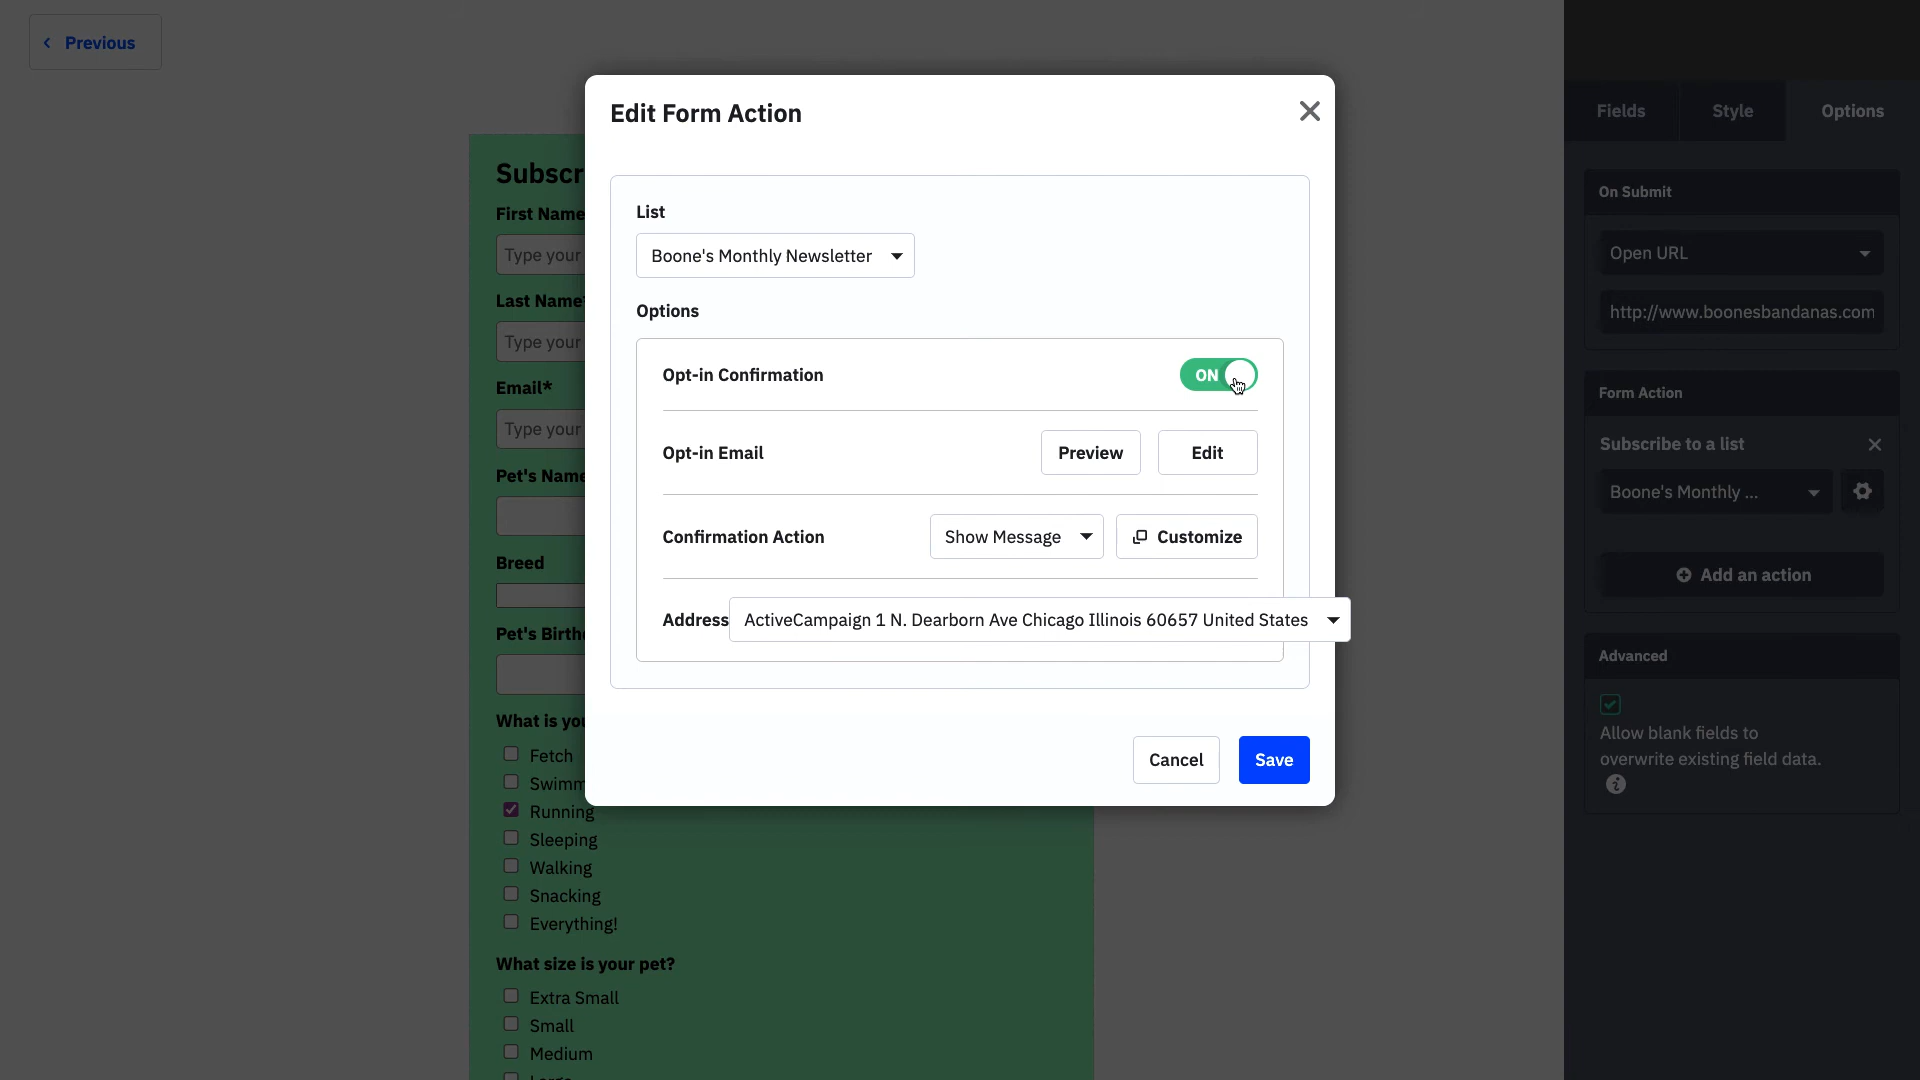 Previous
Edit Form Action
Fields
Style
Options
Subscr
First Name
Type your
Last Name
Type your
Email*
Type your
Pet's Name
Breed
Pet's Birth
What is you
Fetch
Swimm
Running
Sleeping
Walking
Snacking
Everything!
What size is your pet?
Extra Small
Small
Medium
List
Boone's Monthly Newsletter
Options
Opt-in Confirmation
ON
Opt-in Email
Preview
Edit
Confirmation Action
Show Message
Customize
Address
ActiveCampaign 1 N. Dearborn Ave Chicago Illinois 60657 United States
Cancel
Save
On Submit
Open URL
http://www.boonesbandanas.com
Form Action
Subscribe to a list
Boone's Monthly ...
Add an action
Advanced
Allow blank fields to
overwrite existing field data.